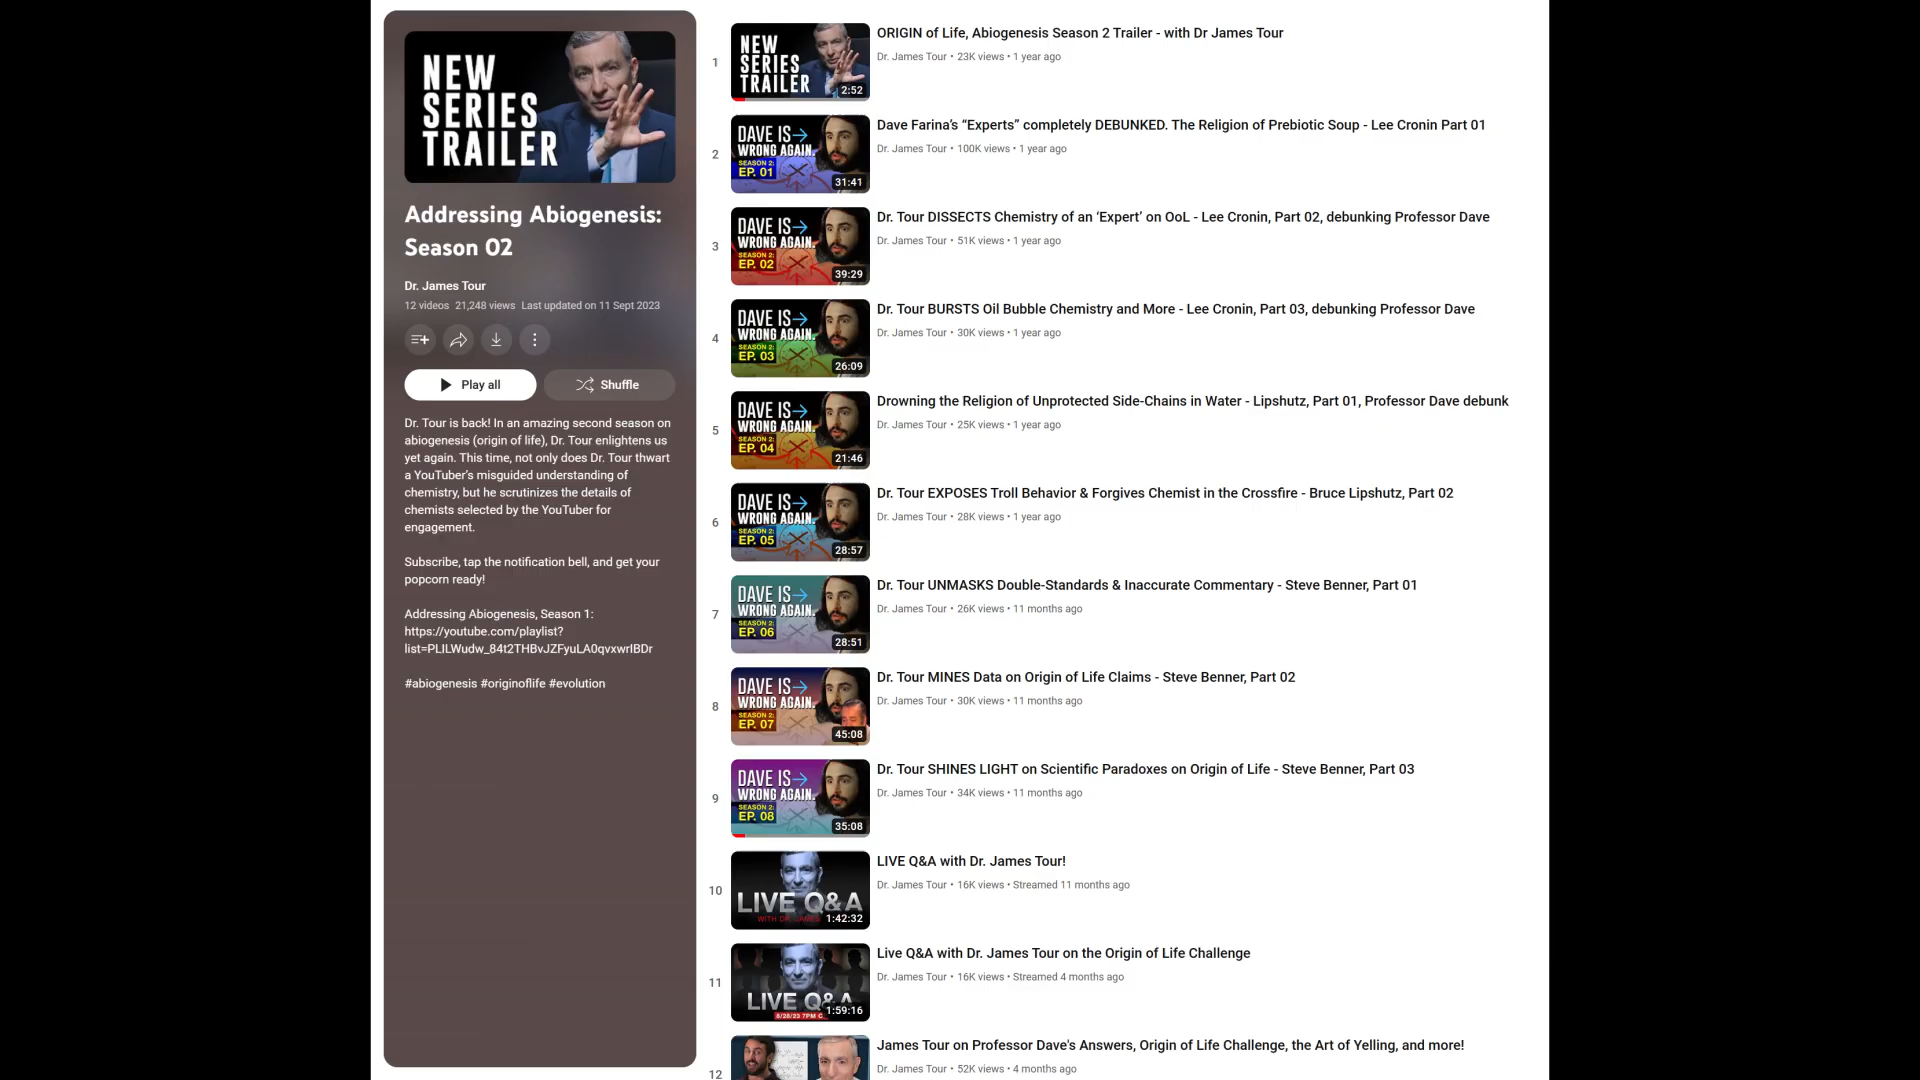 NEW
SERIES
TRAILER
Addressing Abiogenesis:
Season 02
Dr. James Tour
12 videos 21,248 views Last updated on 11 Sept 2023
Play all
Shuffle
Dr. Tour is back! In an amazing second season on
abiogenesis (origin of life), Dr. Tour enlightens us
yet again. This time, not only does Dr. Tour thwart
a YouTuber's misguided understanding of
chemistry, but he scrutinizes the details of
chemists selected by the YouTuber for
engagement.
Subscribe, tap the notification bell, and get your
popcorn ready!
Addressing Abiogenesis, Season 1:
https://youtube.com/playlist?
list=PLILWudw_84t2THBvJZFyuLA0qvxwrIBDr
#abiogenesis #originoflife #evolution
1
NEW
SERIES
TRAILER
2:52
ORIGIN of Life, Abiogenesis Season 2 Trailer - with Dr James Tour
Dr. James Tour • 23K views • 1 year ago
2
DAVE IS
WRONG AGAIN.
SEASON 2:
EP. 01
31:41
Dave Farina’s “Experts” completely DEBUNKED. The Religion of Prebiotic Soup - Lee Cronin Part 01
Dr. James Tour • 100K views • 1 year ago
3
DAVE IS
WRONG AGAIN.
SEASON 2:
EP. 02
39:29
Dr. Tour DISSECTS Chemistry of an ‘Expert’ on OoL - Lee Cronin, Part 02, debunking Professor Dave
Dr. James Tour • 51K views • 1 year ago
4
DAVE IS
WRONG AGAIN.
SEASON 2:
EP. 03
26:09
Dr. Tour BURSTS Oil Bubble Chemistry and More - Lee Cronin, Part 03, debunking Professor Dave
Dr. James Tour • 30K views • 1 year ago
5
DAVE IS
WRONG AGAIN.
SEASON 2:
EP. 04
21:46
Drowning the Religion of Unprotected Side-Chains in Water - Lipshutz, Part 01, Professor Dave debunk
Dr. James Tour • 25K views • 1 year ago
6
DAVE IS
WRONG AGAIN.
SEASON 2:
EP. 05
28:57
Dr. Tour EXPOSES Troll Behavior & Forgives Chemist in the Crossfire - Bruce Lipshutz, Part 02
Dr. James Tour • 28K views • 1 year ago
7
DAVE IS
WRONG AGAIN.
SEASON 2:
EP. 06
28:51
Dr. Tour UNMASKS Double-Standards & Inaccurate Commentary - Steve Benner, Part 01
Dr. James Tour • 26K views • 11 months ago
8
DAVE IS
WRONG AGAIN.
SEASON 2:
EP. 07
45:08
Dr. Tour MINES Data on Origin of Life Claims - Steve Benner, Part 02
Dr. James Tour • 30K views • 11 months ago
9
DAVE IS
WRONG AGAIN.
SEASON 2:
EP. 08
35:08
Dr. Tour SHINES LIGHT on Scientific Paradoxes on Origin of Life - Steve Benner, Part 03
Dr. James Tour • 34K views • 11 months ago
10
LIVE Q&A
WITH DR. JAMES
1:42:32
LIVE Q&A with Dr. James Tour!
Dr. James Tour • 16K views • Streamed 11 months ago
11
LIVE Q&A
1:59:16
Live Q&A with Dr. James Tour on the Origin of Life Challenge
Dr. James Tour • 16K views • Streamed 4 months ago
12
James Tour on Professor Dave's Answers, Origin of Life Challenge, the Art of Yelling, and more!
Dr. James Tour • 52K views • 4 months ago